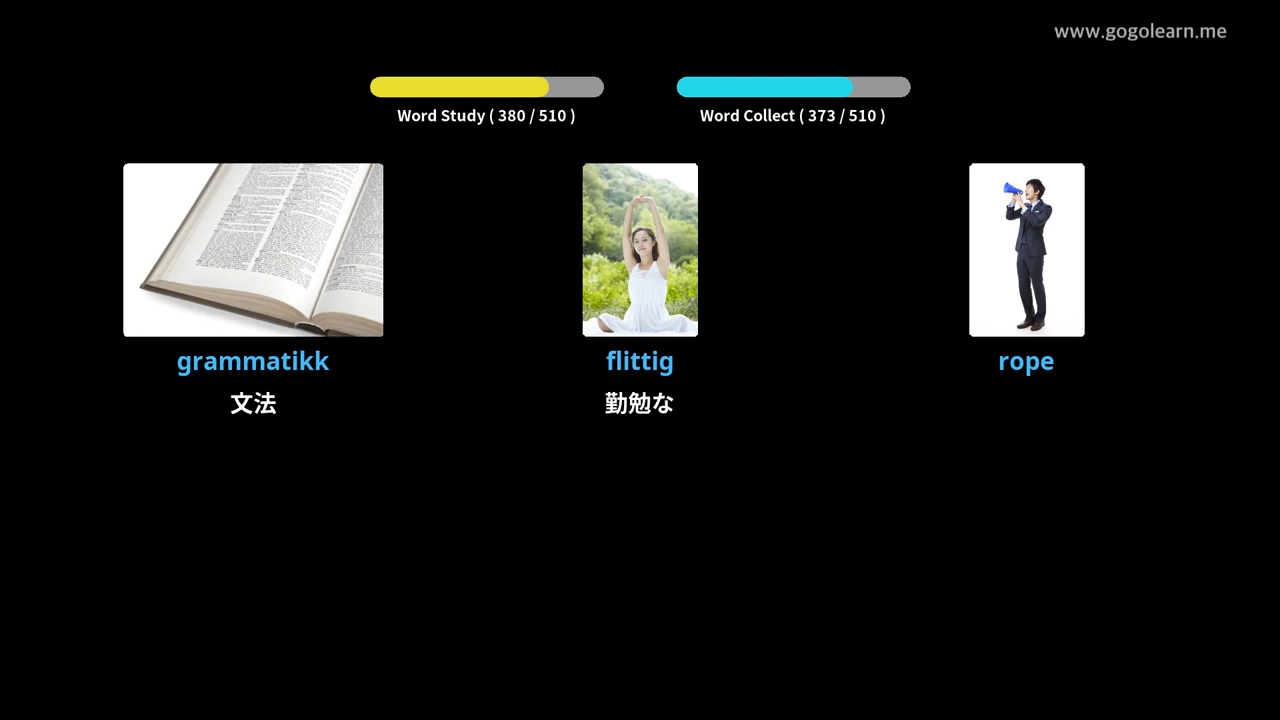 www.gogolearn.me
Word Study ( 380 / 510 )
Word Collect ( 373 / 510 )
grammatikk
flittig
rope
文法
勤勉な